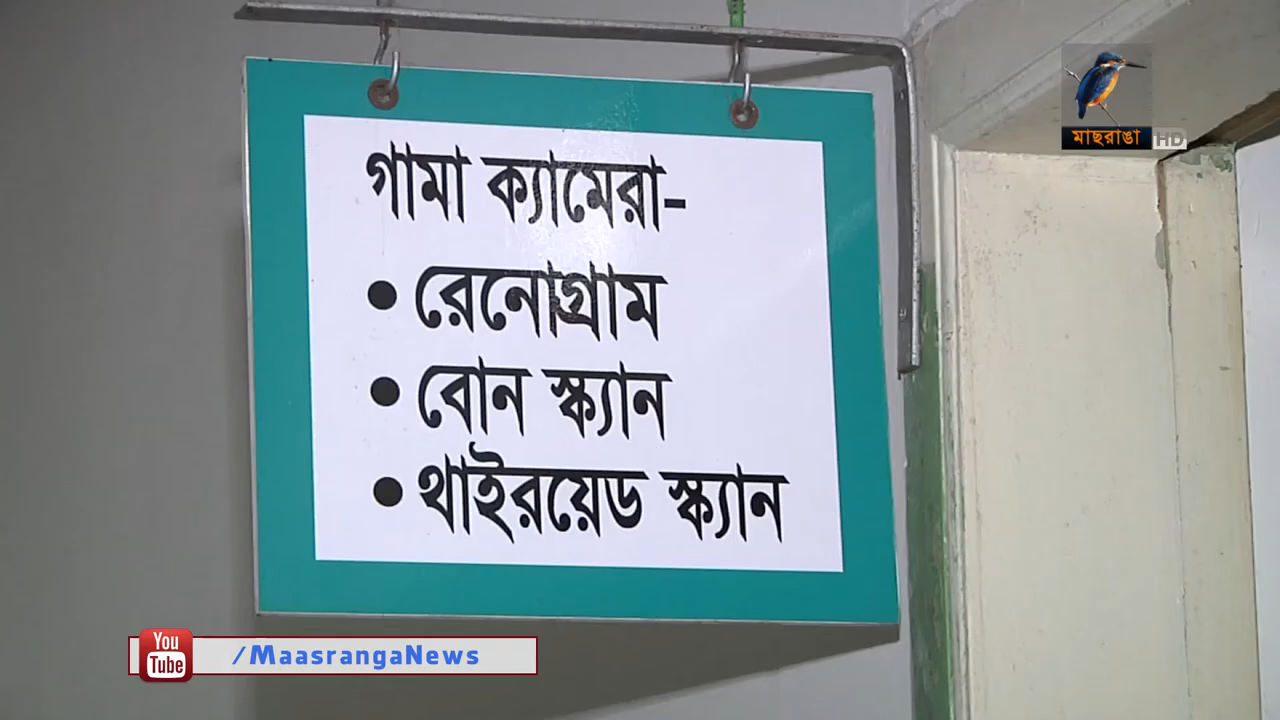 মাছরাঙা HD
গামা ক্যামেরা-
• রেনোগ্রাম
• বোন স্ক্যান
• থাইরয়েড স্ক্যান
You
Tube
/MaasrangaNews